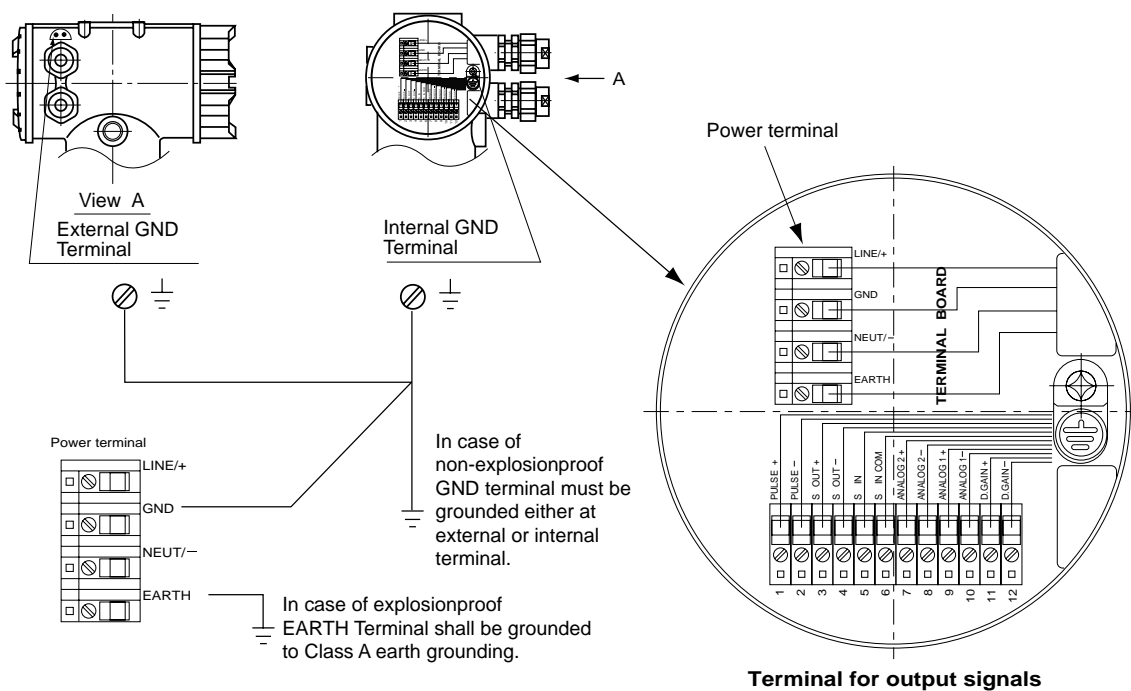 A
View A
External GND
Terminal
Internal GND
Terminal
Power terminal
LINE/+
GND
NEUT/−
EARTH
TERMINAL BOARD
PULSE +
PULSE −
S OUT +
S OUT −
S IN
S IN COM
ANALOG 2 +
ANALOG 2 −
ANALOG 1 +
ANALOG 1 −
D.GAIN +
D.GAIN −
1 2 3 4 5 6 7 8 9 10 11 12
Terminal for output signals
Power terminal
LINE/+
GND
NEUT/−
EARTH
In case of
non-explosionproof
GND terminal must be
grounded either at
external or internal
terminal.
In case of explosionproof
EARTH Terminal shall be grounded
to Class A earth grounding.